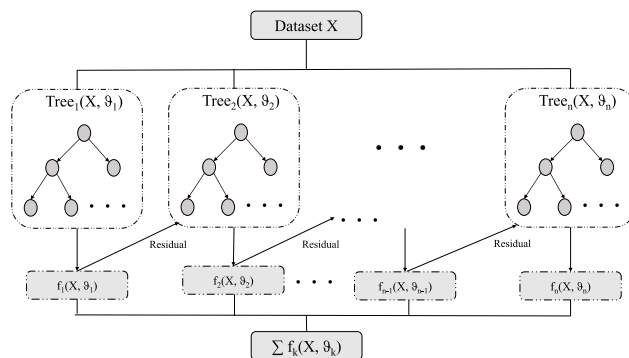 Dataset X
Tree₁(X, ϑ₁)
Tree₂(X, ϑ₂)
Treeₙ(X, ϑₙ)
• • •
• • •
• • •
• • •
• • •
Residual
Residual
Residual
f₁(X, ϑ₁)
f₂(X, ϑ₂)
• • •
fₙ₋₁(X, ϑₙ₋₁)
fₙ(X, ϑₙ)
∑ fₖ(X, ϑₖ)